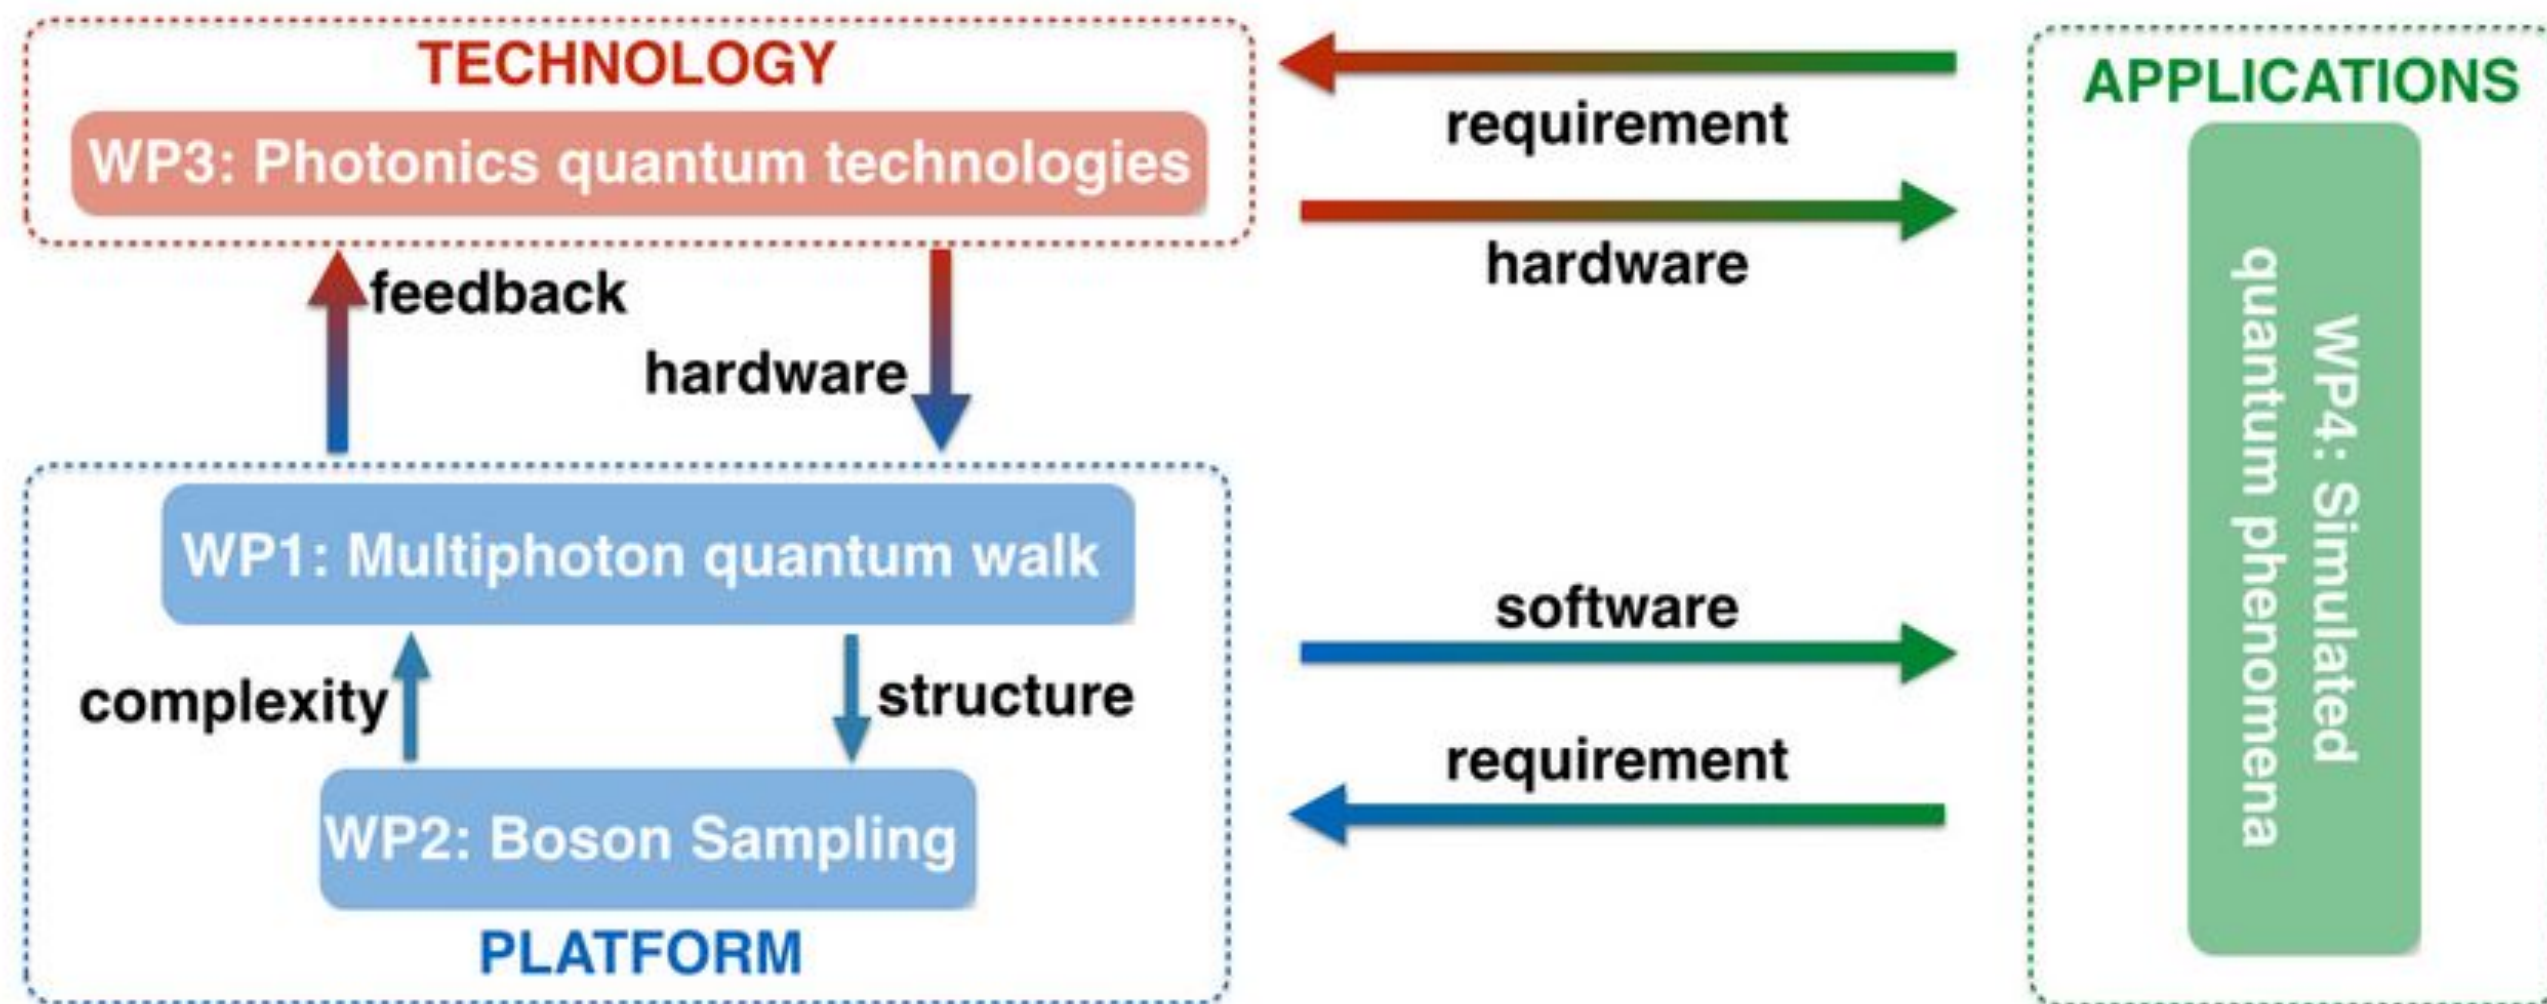 TECHNOLOGY
WP3: Photonics quantum technologies
feedback
hardware
WP1: Multiphoton quantum walk
complexity
structure
WP2: Boson Sampling
PLATFORM
requirement
hardware
software
requirement
APPLICATIONS
WP4: Simulated
quantum phenomena